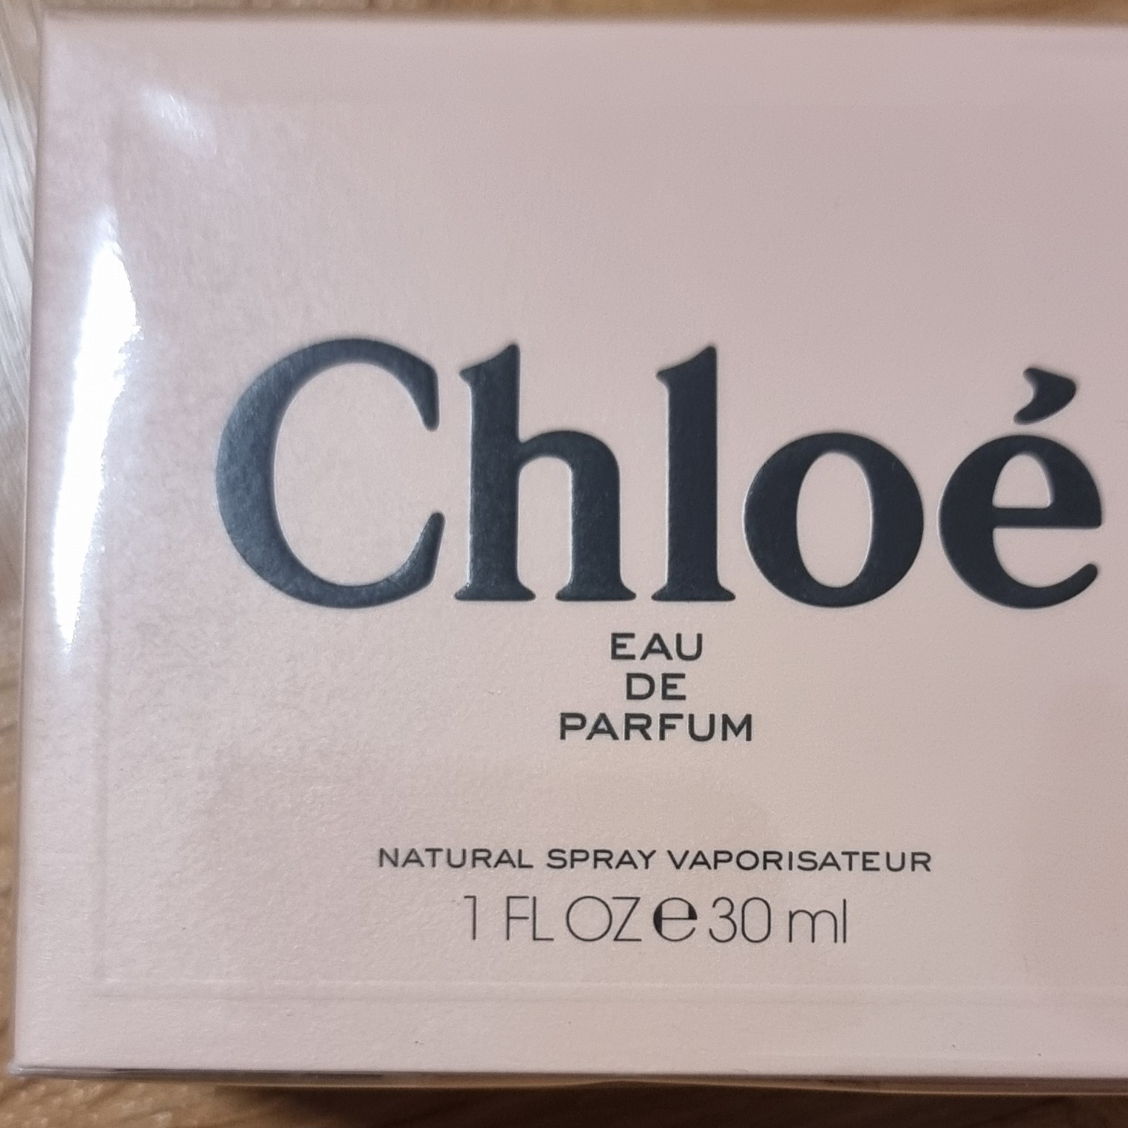 Chloé
EAU
DE
PARFUM
NATURAL SPRAY VAPORISATEUR
1 FL OZ ℮ 30 ml